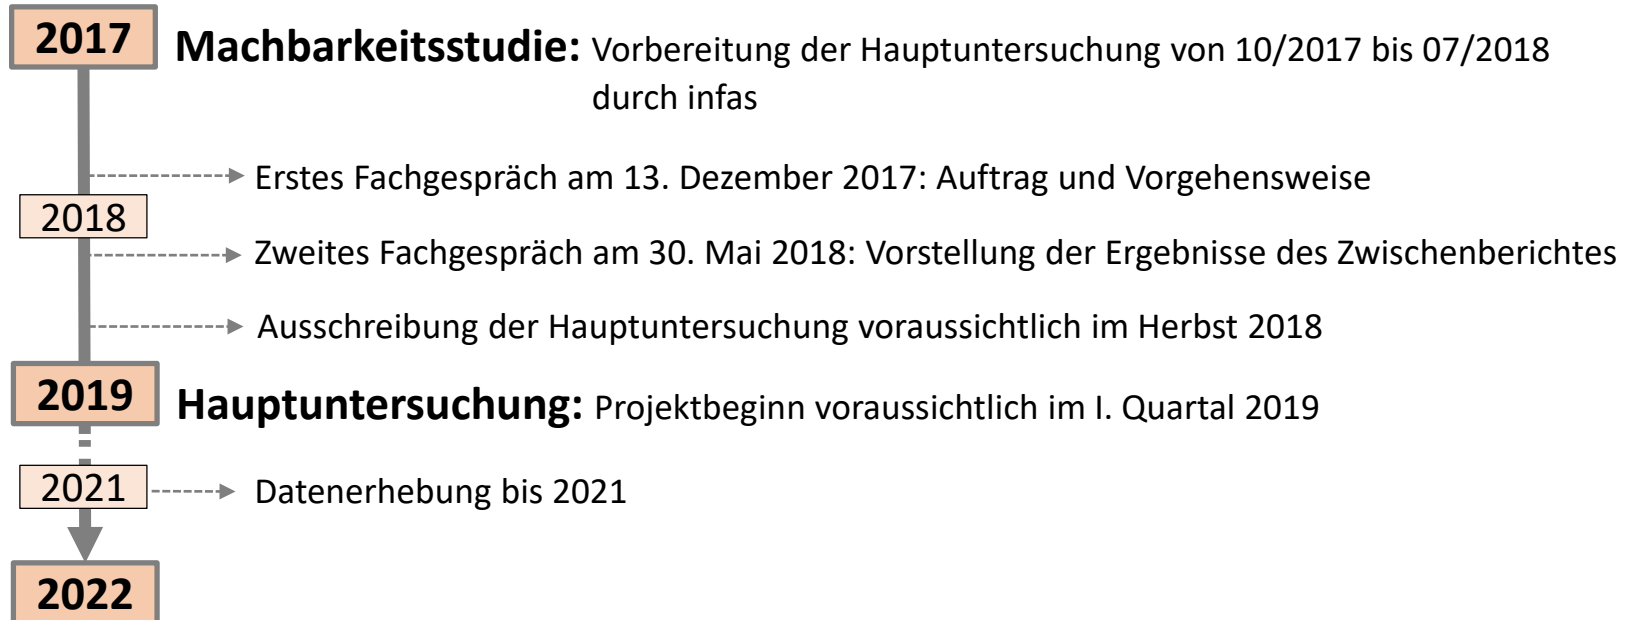 2017
Machbarkeitsstudie: Vorbereitung der Hauptuntersuchung von 10/2017 bis 07/2018
durch infas
Erstes Fachgespräch am 13. Dezember 2017: Auftrag und Vorgehensweise
2018
Zweites Fachgespräch am 30. Mai 2018: Vorstellung der Ergebnisse des Zwischenberichtes
Ausschreibung der Hauptuntersuchung voraussichtlich im Herbst 2018
2019
Hauptuntersuchung: Projektbeginn voraussichtlich im I. Quartal 2019
2021
Datenerhebung bis 2021
2022